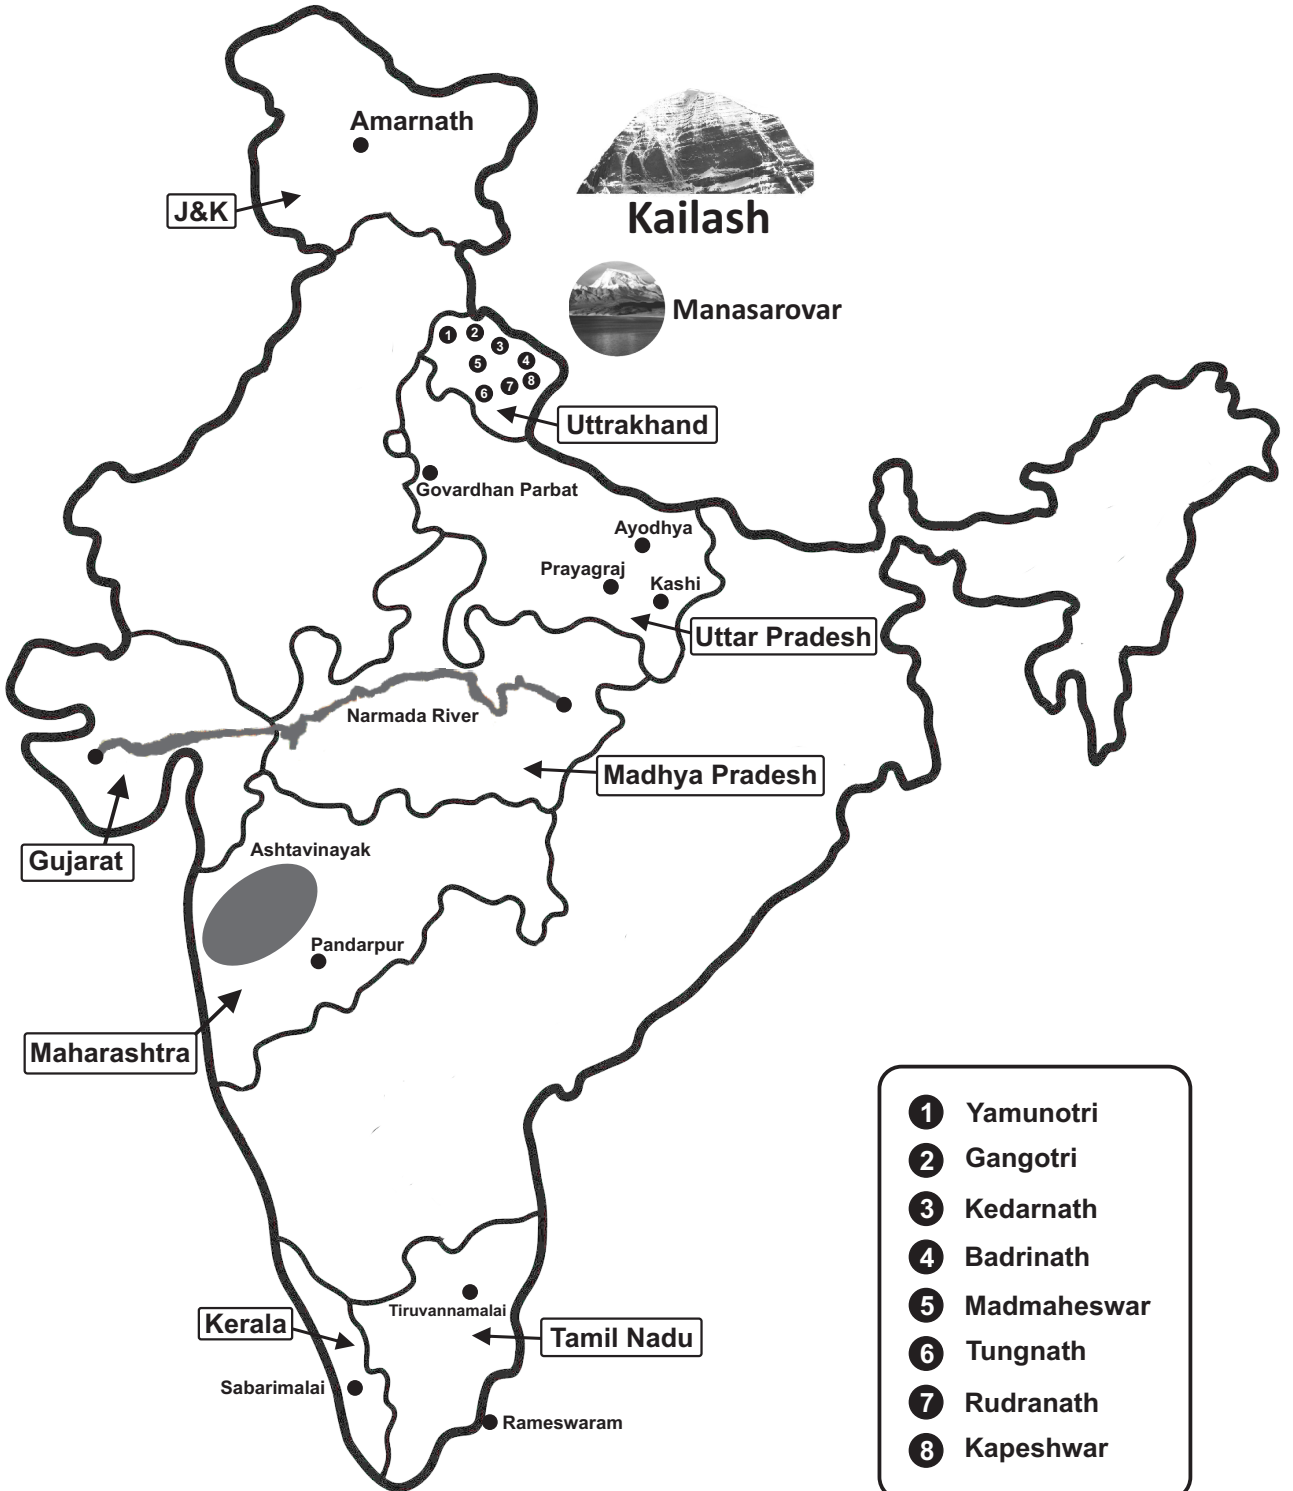 Amarnath
J&K
Kailash
Manasarovar
1
2
3
4
5
6
7
8
Uttrakhand
Govardhan Parbat
Ayodhya
Prayagraj
Kashi
Uttar Pradesh
Narmada River
Madhya Pradesh
Gujarat
Ashtavinayak
Pandarpur
Maharashtra
1 Yamunotri
2 Gangotri
3 Kedarnath
4 Badrinath
5 Madmaheswar
6 Tungnath
7 Rudranath
8 Kapeshwar
Tiruvannamalai
Kerala
Tamil Nadu
Sabarimalai
Rameswaram